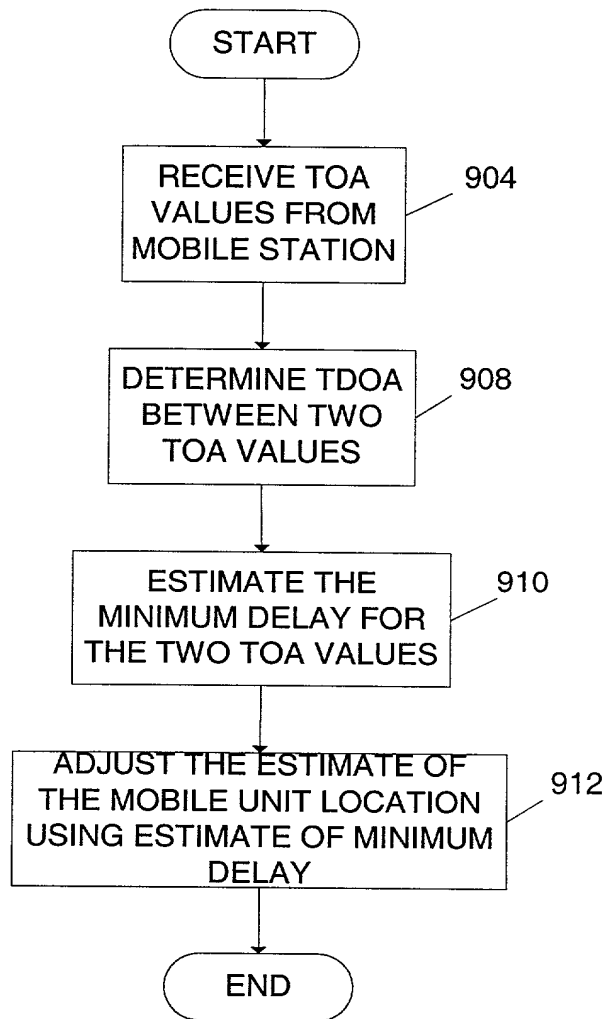 START
RECEIVE TOA
VALUES FROM
MOBILE STATION
904
DETERMINE TDOA
BETWEEN TWO
TOA VALUES
908
ESTIMATE THE
MINIMUM DELAY FOR
THE TWO TOA VALUES
910
ADJUST THE ESTIMATE OF
THE MOBILE UNIT LOCATION
USING ESTIMATE OF MINIMUM
DELAY
912
END